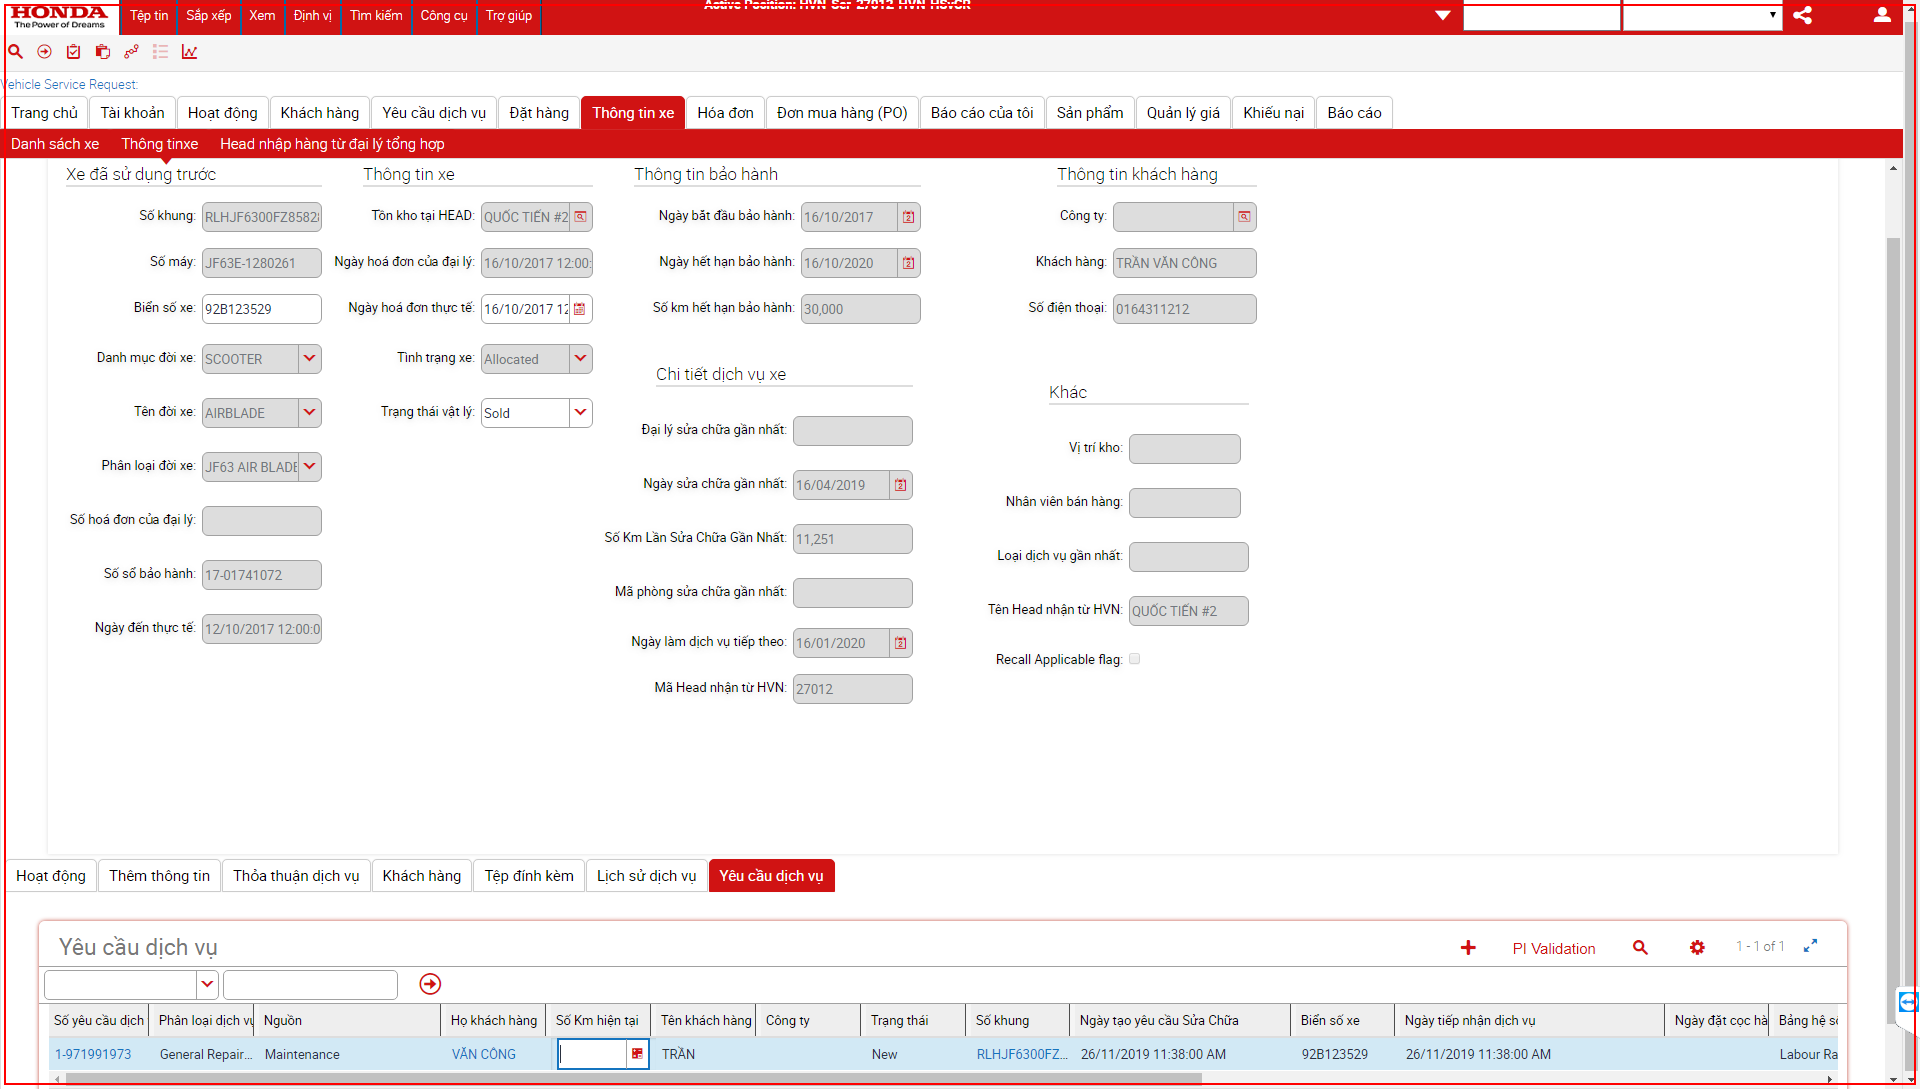 HONDA
The Power of Dreams
Tệp tin Sắp xếp Xem Định vị Tìm kiếm Công cụ Trợ giúp
Active Position: HVN-Ser-27012-HVN-HSvCR
Vehicle Service Request:
Trang chủ Tài khoản Hoạt động Khách hàng Yêu cầu dịch vụ Đặt hàng Thông tin xe Hóa đơn Đơn mua hàng (PO) Báo cáo của tôi Sản phẩm Quản lý giá Khiếu nại Báo cáo
Danh sách xe Thông tinxe Head nhập hàng từ đại lý tổng hợp
Xe đã sử dụng trước Thông tin xe Thông tin bảo hành Thông tin khách hàng
Số khung: RLHJF6300FZ8582 Tồn kho tại HEAD: QUỐC TIẾN #2 Ngày bắt đầu bảo hành: 16/10/2017 Công ty:
Số máy: JF63E-1280261 Ngày hoá đơn của đại lý: 16/10/2017 12:00: Ngày hết hạn bảo hành: 16/10/2020 Khách hàng: TRẦN VĂN CÔNG
Biển số xe: 92B123529 Ngày hoá đơn thực tế: 16/10/2017 12 Số km hết hạn bảo hành: 30,000 Số điện thoại: 0164311212
Danh mục đời xe: SCOOTER Tình trạng xe: Allocated
Chi tiết dịch vụ xe
Khác
Tên đời xe: AIRBLADE Trạng thái vật lý: Sold
Đại lý sửa chữa gần nhất:
Vị trí kho:
Phân loại đời xe: JF63 AIR BLADE
Ngày sửa chữa gần nhất: 16/04/2019
Nhân viên bán hàng:
Số hoá đơn của đại lý:
Số Km Lần Sửa Chữa Gần Nhất: 11,251
Loại dịch vụ gần nhất:
Số sổ bảo hành: 17-01741072
Mã phòng sửa chữa gần nhất:
Tên Head nhận từ HVN: QUỐC TIẾN #2
Ngày đến thực tế: 12/10/2017 12:00:0
Ngày làm dịch vụ tiếp theo: 16/01/2020
Recall Applicable flag:
Mã Head nhận từ HVN: 27012
Hoạt động Thêm thông tin Thỏa thuận dịch vụ Khách hàng Tệp đính kèm Lịch sử dịch vụ Yêu cầu dịch vụ
Yêu cầu dịch vụ PI Validation 1 - 1 of 1
Số yêu cầu dịch Phân loại dịch vụ Nguồn Họ khách hàng Số Km hiện tại Tên khách hàng Công ty Trạng thái Số khung Ngày tạo yêu cầu Sửa Chữa Biển số xe Ngày tiếp nhận dịch vụ Ngày đặt cọc hà Bảng hệ số
1-971991973 General Repair... Maintenance VĂN CÔNG TRẦN New RLHJF6300FZ... 26/11/2019 11:38:00 AM 92B123529 26/11/2019 11:38:00 AM Labour Ra